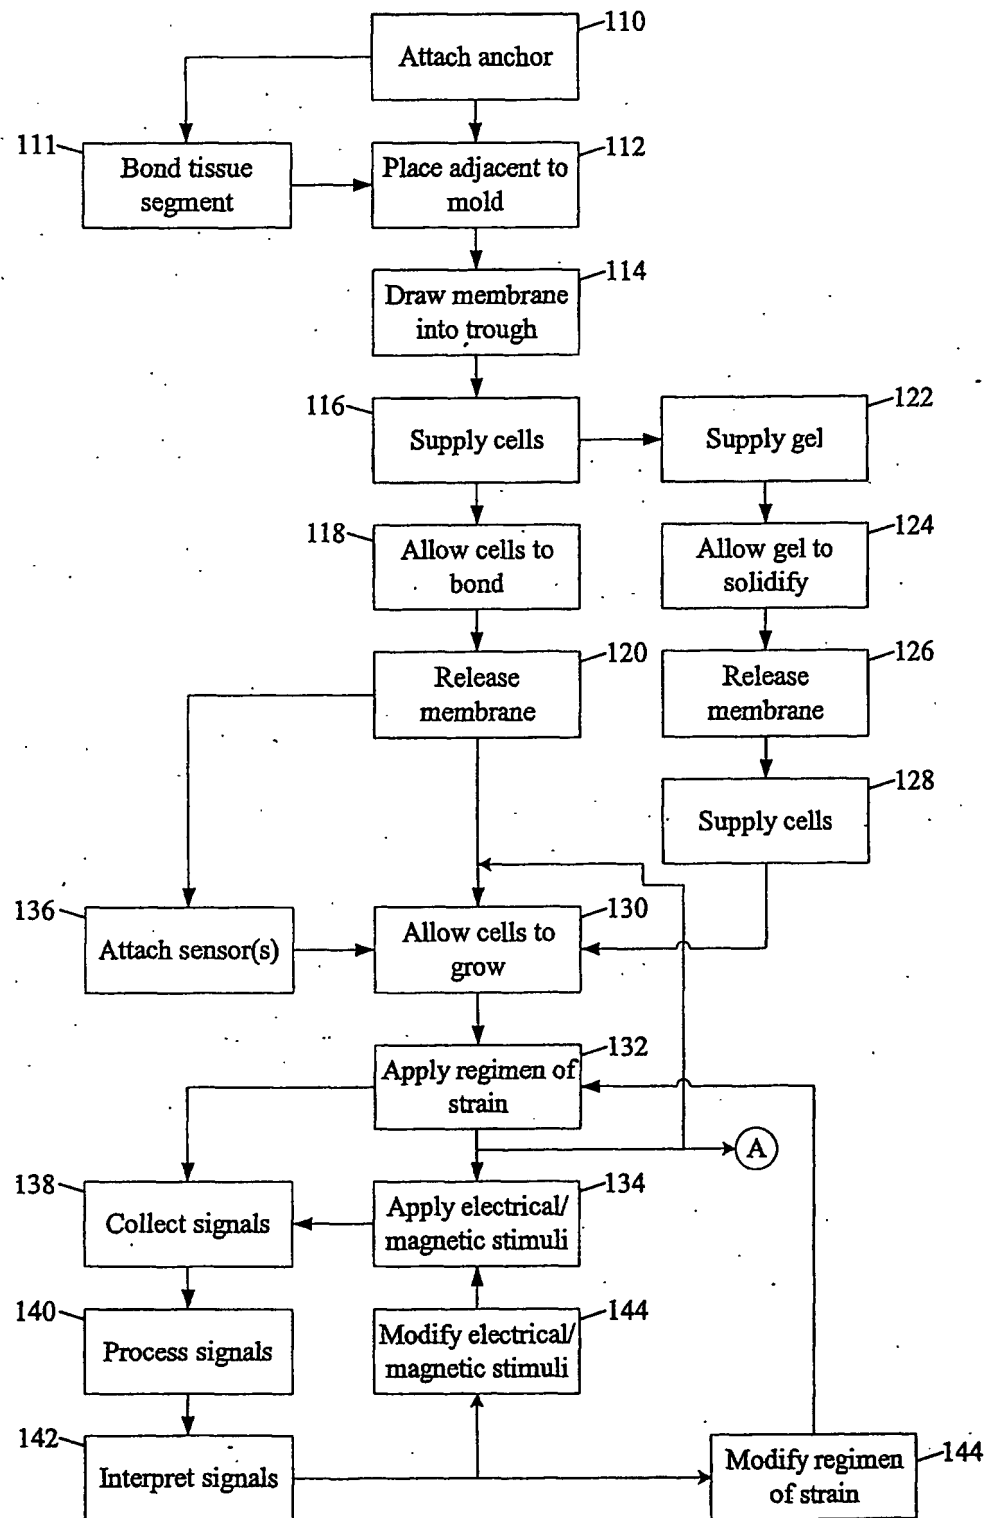 110
Attach anchor
111
Bond tissue
segment
112
Place adjacent to
mold
114
Draw membrane
into trough
116
Supply cells
122
Supply gel
118
Allow cells to
bond
124
Allow gel to
solidify
120
Release
membrane
126
Release
membrane
128
Supply cells
136
Attach sensor(s)
130
Allow cells to
grow
132
Apply regimen of
strain
A
138
Collect signals
134
Apply electrical/
magnetic stimuli
140
Process signals
144
Modify electrical/
magnetic stimuli
142
Interpret signals
144
Modify regimen
of strain